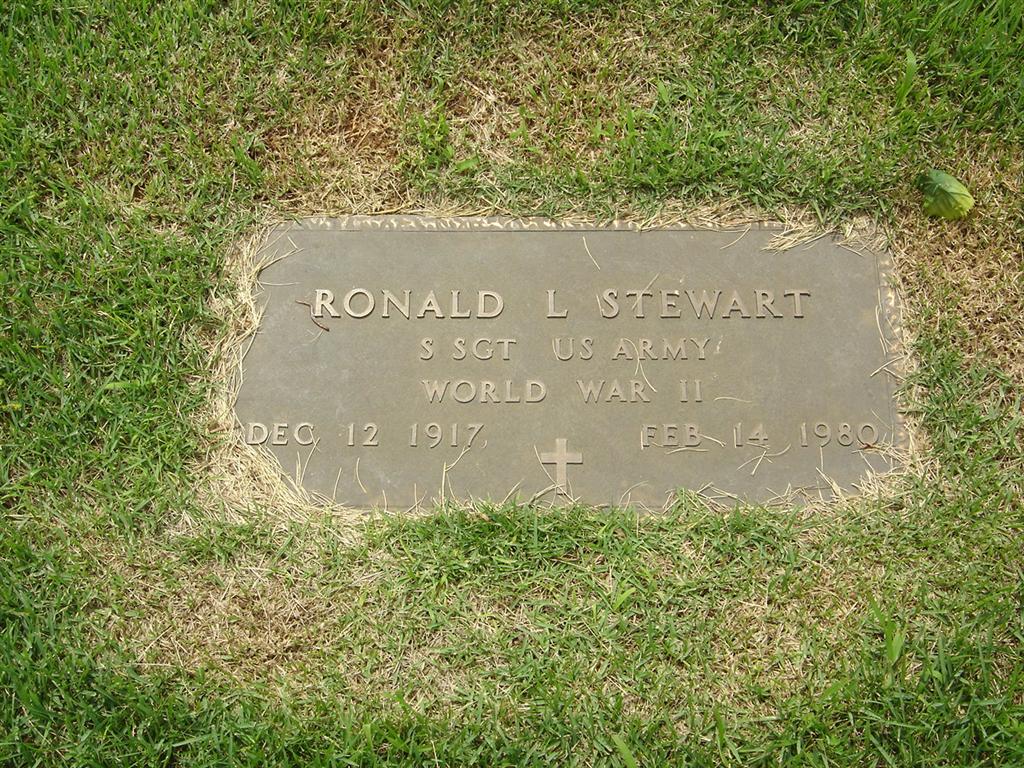 RONALD L STEWART
S SGT US ARMY
WORLD WAR II
DEC 12 1917 FEB 14 1980